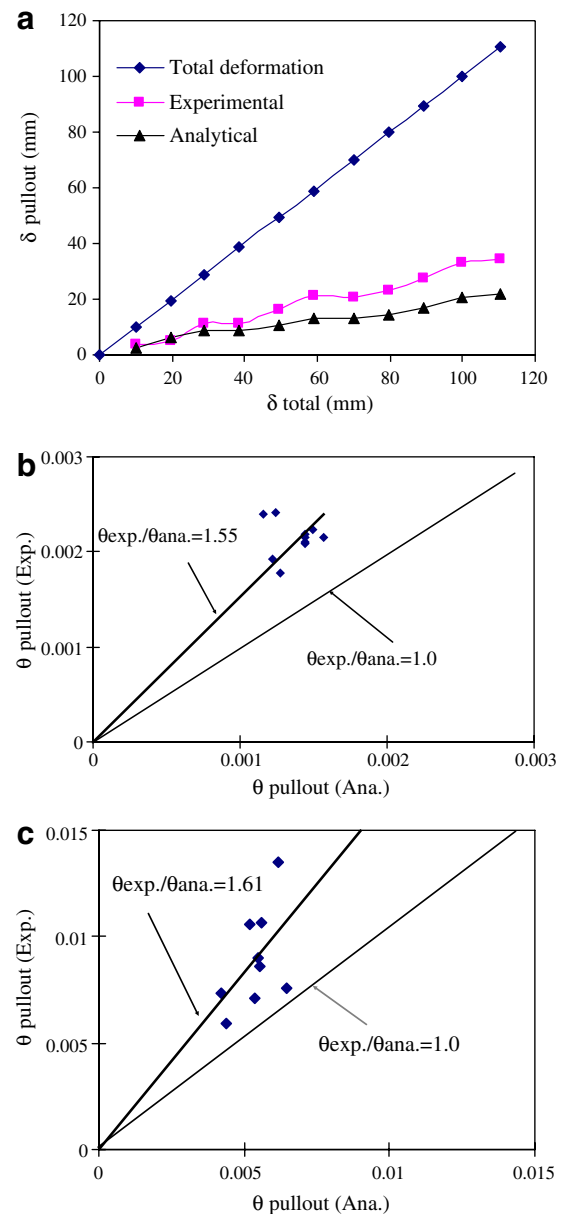 a
120
100
80
60
40
20
0
δ pullout (mm)
Total deformation
Experimental
Analytical
0 20 40 60 80 100 120
δ total (mm)
b
0.003
0.002
0.001
0
θ pullout (Exp.)
θexp./θana.=1.55
θexp./θana.=1.0
0 0.001 0.002 0.003
θ pullout (Ana.)
c
0.015
0.01
0.005
0
θ pullout (Exp.)
θexp./θana.=1.61
θexp./θana.=1.0
0 0.005 0.01 0.015
θ pullout (Ana.)